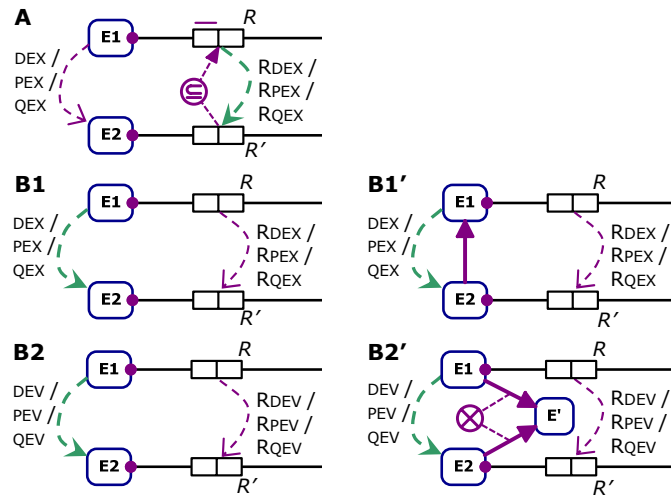 A
E1
R
DEX /
PEX /
QEX
RDEX /
RPEX /
RQEX
⊆
E2
R'
B1
E1
R
DEX /
PEX /
QEX
RDEX /
RPEX /
RQEX
E2
R'
B1'
E1
R
DEX /
PEX /
QEX
RDEX /
RPEX /
RQEX
E2
R'
B2
E1
R
DEV /
PEV /
QEV
RDEV /
RPEV /
RQEV
E2
R'
B2'
E1
R
DEV /
PEV /
QEV
E'
RDEV /
RPEV /
RQEV
E2
R'